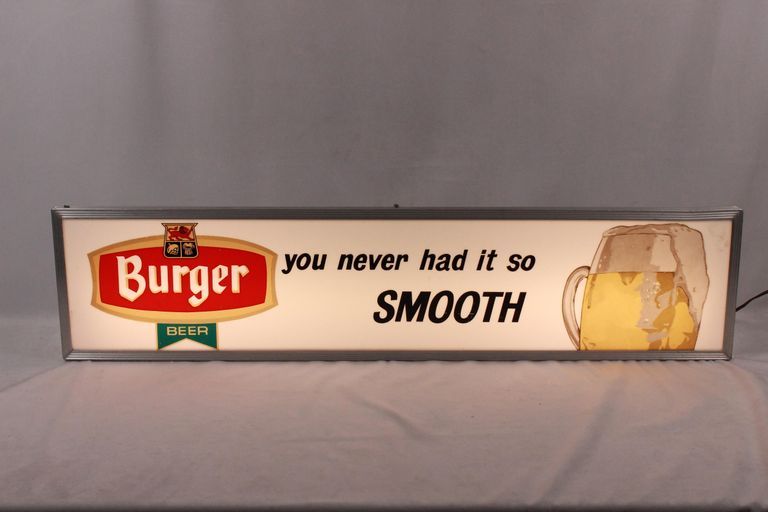 Burger
BEER
you never had it so
SMOOTH